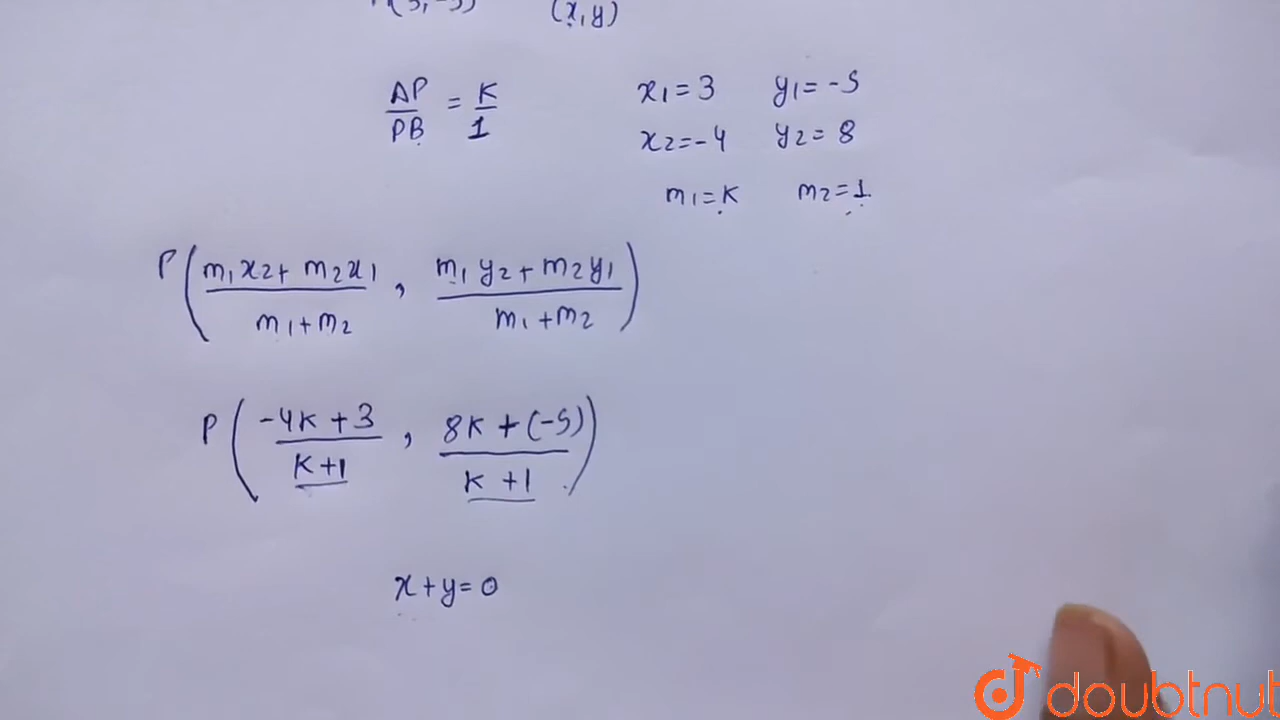 (x,y)
AP/PB = K/1
x1=3 y1=-5
x2=-4 y2=8
m1=K m2=1
P(m1x2+m2x1/m1+m2, m1y2+m2y1/m1+m2)
P(-4K+3/K+1, 8K+(-5)/K+1)
x+y=0
doubtnut